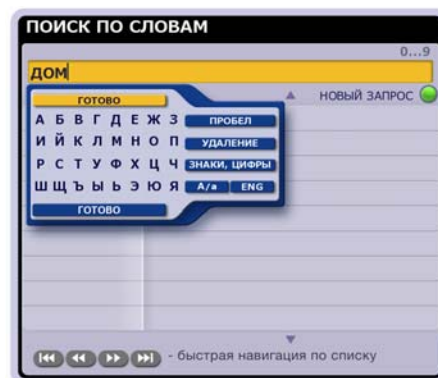 ПОИСК ПО СЛОВАМ
0...9
ДОМ
НОВЫЙ ЗАПРОС
ГОТОВО
А Б В Г Д Е Ж З ПРОБЕЛ
И Й К Л М Н О П УДАЛЕНИЕ
Р С Т У Ф Х Ц Ч ЗНАКИ, ЦИФРЫ
Ш Щ Ъ Ы Ь Э Ю Я А/а ENG
ГОТОВО
- быстрая навигация по списку